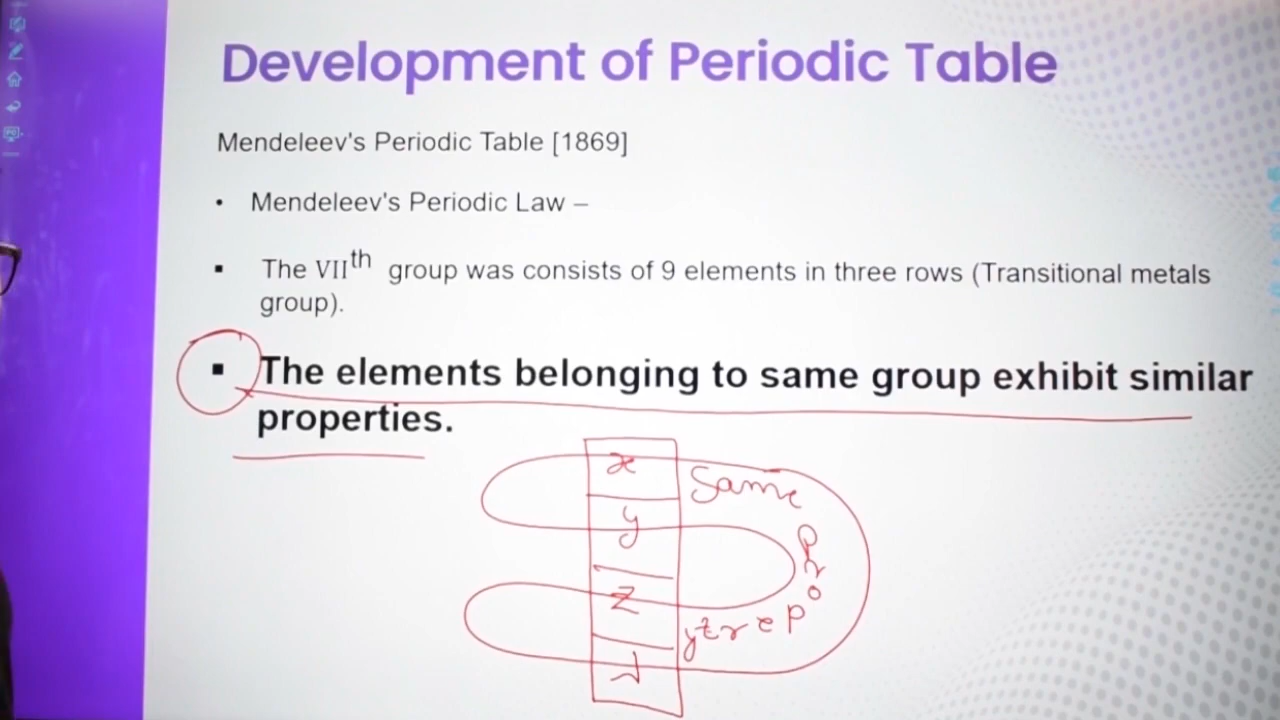 Development of Periodic Table
Mendeleev's Periodic Table [1869]
• Mendeleev's Periodic Law –
▪ The VIIth group was consists of 9 elements in three rows (Transitional metals
group).
▪ The elements belonging to same group exhibit similar
properties.
x
Same
y
Property
z